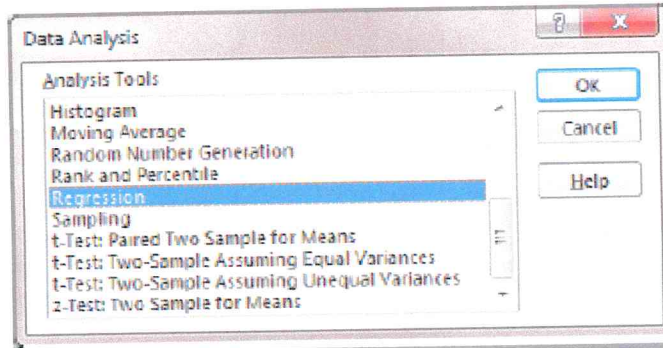 Data Analysis
?
X
Analysis Tools
Histogram
Moving Average
Random Number Generation
Rank and Percentile
Regression
Sampling
t-Test: Paired Two Sample for Means
t-Test: Two-Sample Assuming Equal Variances
t-Test: Two-Sample Assuming Unequal Variances
z-Test: Two Sample for Means
OK
Cancel
Help